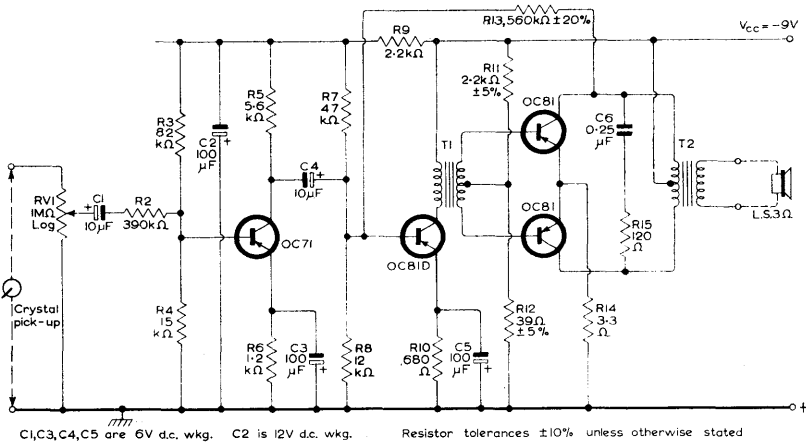 R13, 560kΩ ±20%
Vcc = -9V
R9
2.2kΩ
R11
2.2kΩ
±5%
R5
5.6
kΩ
R7
47
kΩ
OC81
R3
82
kΩ
C2
100
μF
+
C6
0.25
μF
T1
T2
C4
+
10μF
RV1
1MΩ
Log
C1
+
10μF
R2
390kΩ
L.S.3Ω
OC71
OC81D
OC81
R15
120
Ω
Crystal
pick-up
R4
15
kΩ
R6
1.2
kΩ
C3
100
μF
+
R8
12
kΩ
R10
680
Ω
C5
100
μF
+
R12
39Ω
±5%
R14
3.3
Ω
+
C1,C3,C4,C5 are 6V d.c. wkg. C2 is 12V d.c. wkg. Resistor tolerances ±10% unless otherwise stated